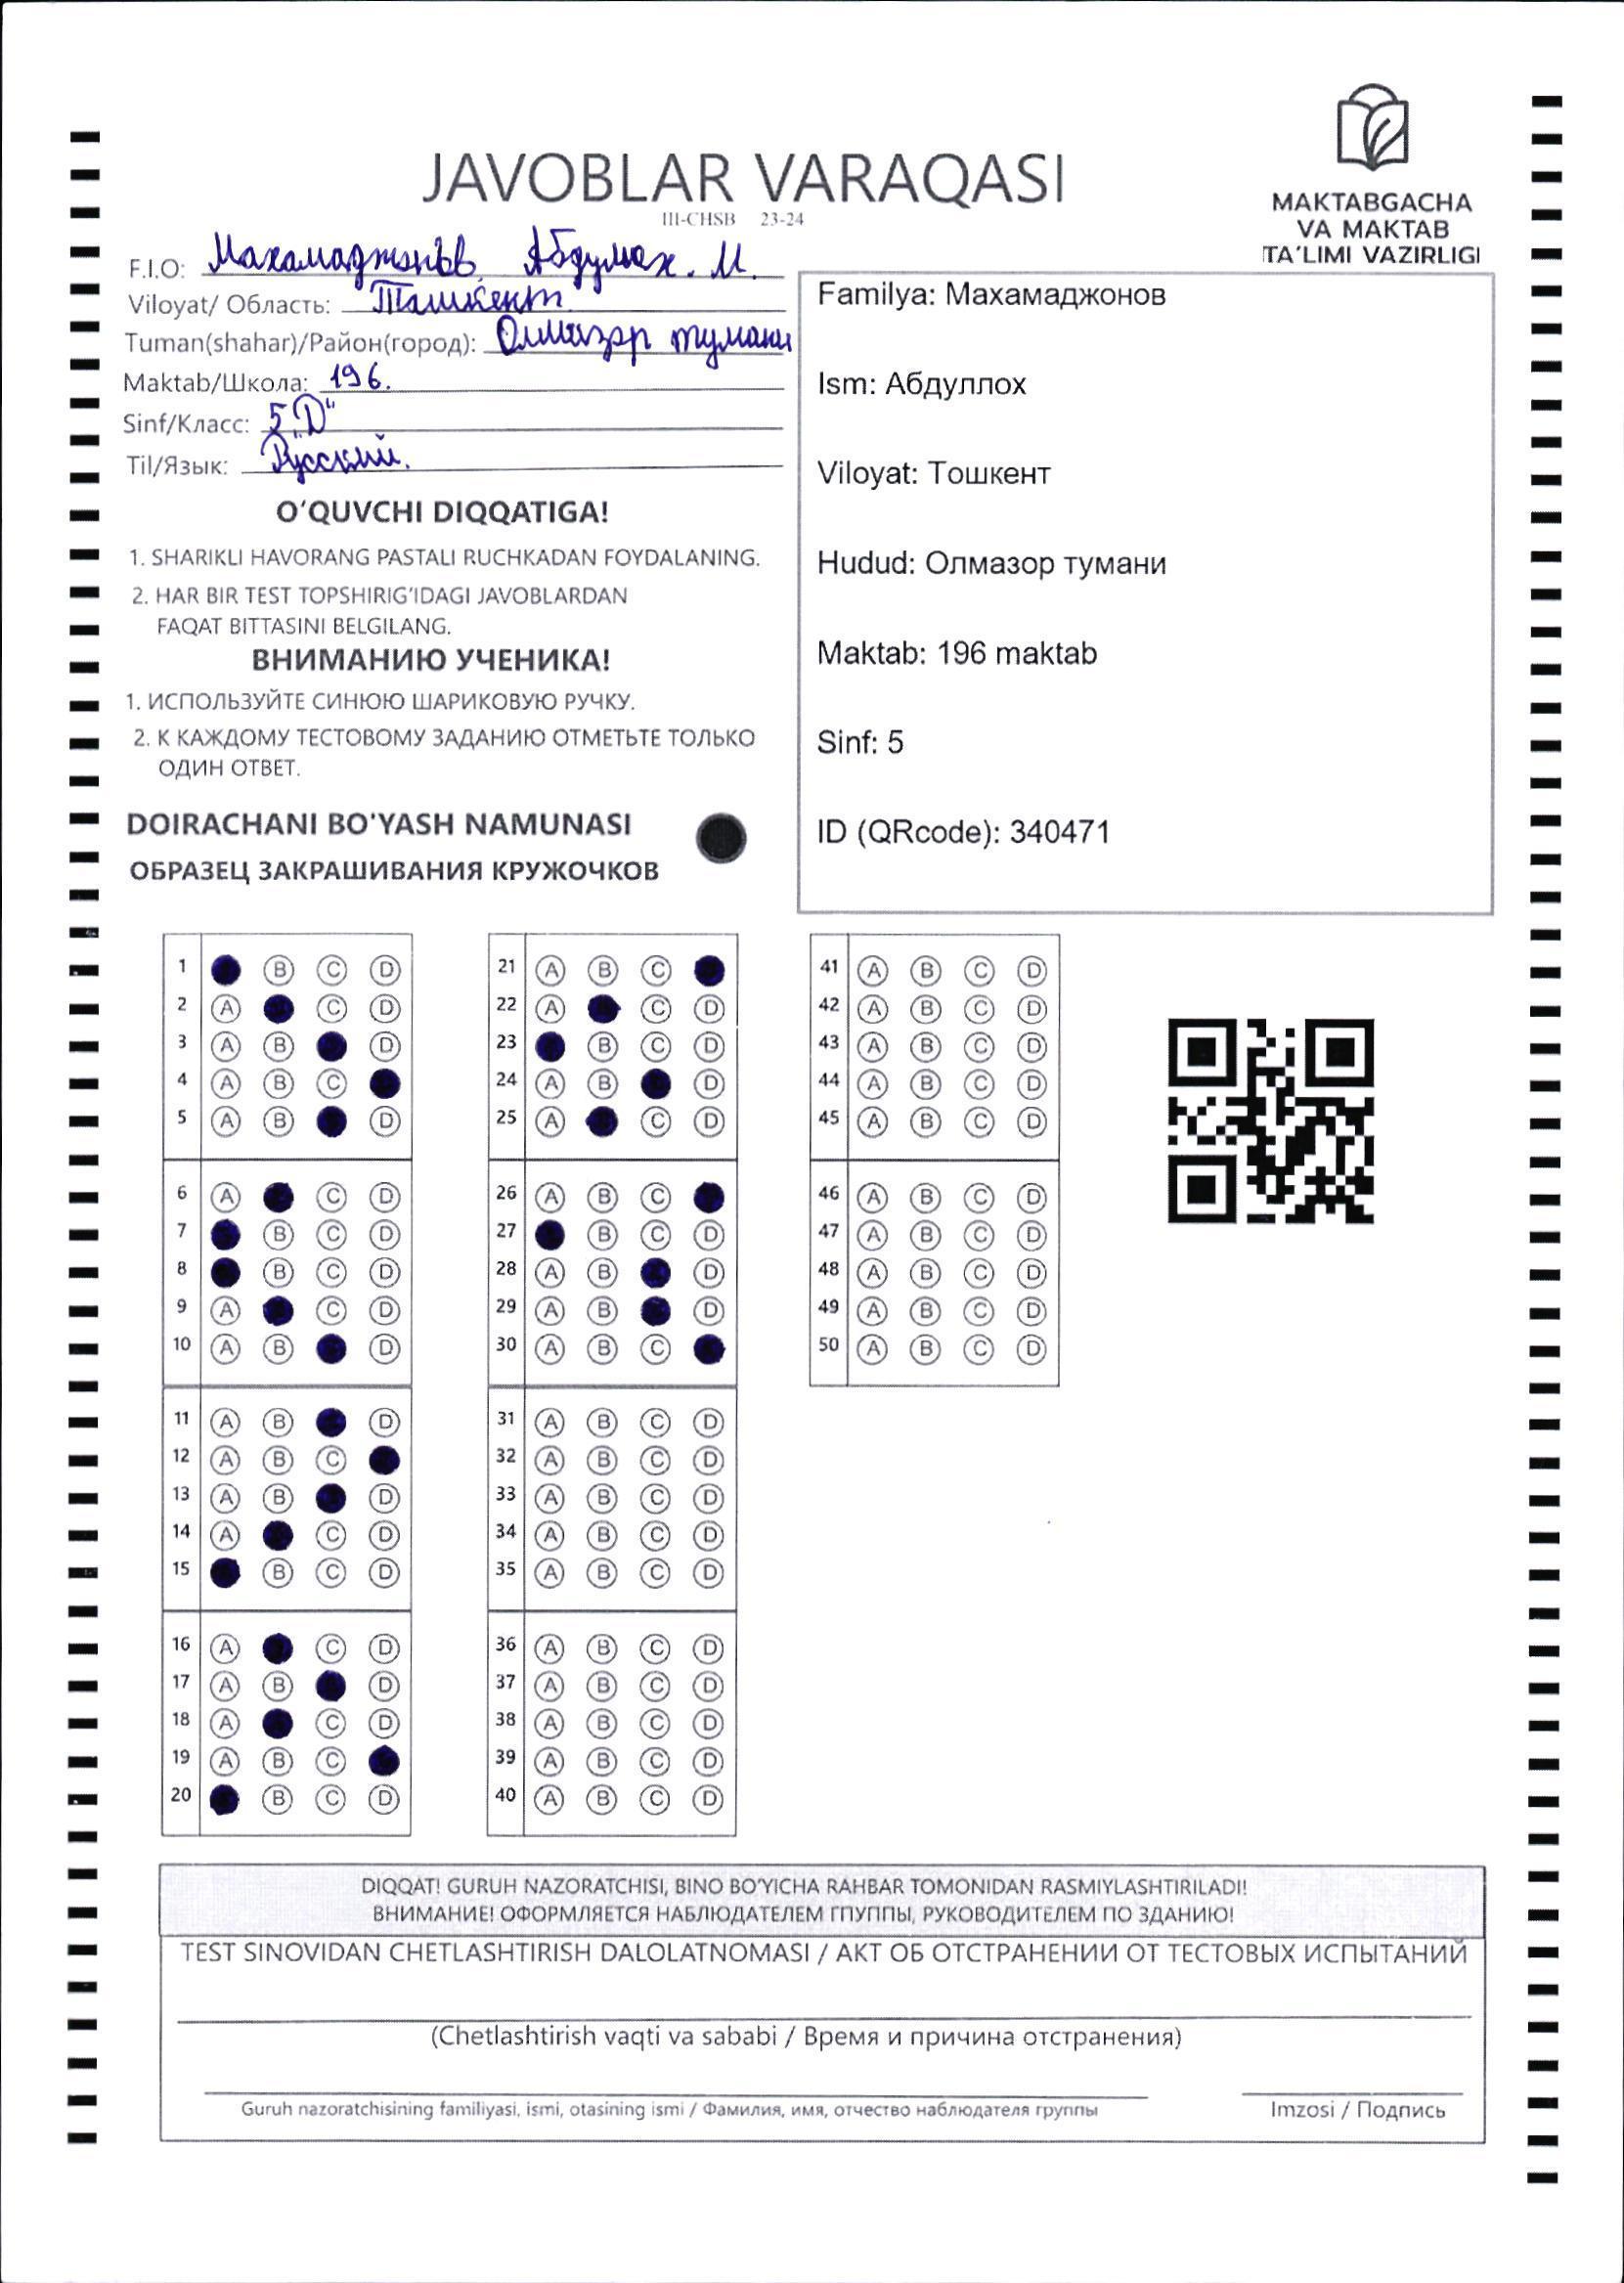 JAVOBLAR VARAQASI
III-CHSB 23-24
MAKTABGACHA
VA MAKTAB
TA'LIMI VAZIRLIGI
F.I.O: Махамаджонов Абдуллох. М.
Viloyat/ Область: Ташкент
Tuman(shahar)/Район(город): Олмазор тумани
Maktab/Школа: 196.
Sinf/Класс: 5 „D"
Til/Язык: Русский.
O'QUVCHI DIQQATIGA!
1. SHARIKLI HAVORANG PASTALI RUCHKADAN FOYDALANING.
2. HAR BIR TEST TOPSHIRIG'IDAGI JAVOBLARDAN
FAQAT BITTASINI BELGILANG.
ВНИМАНИЮ УЧЕНИКА!
1. ИСПОЛЬЗУЙТЕ СИНЮЮ ШАРИКОВУЮ РУЧКУ.
2. К КАЖДОМУ ТЕСТОВОМУ ЗАДАНИЮ ОТМЕТЬТЕ ТОЛЬКО
ОДИН ОТВЕТ.
DOIRACHANI BO'YASH NAMUNASI
ОБРАЗЕЦ ЗАКРАШИВАНИЯ КРУЖОЧКОВ
Familya: Махамаджонов
Ism: Абдуллох
Viloyat: Тошкент
Hudud: Олмазор тумани
Maktab: 196 maktab
Sinf: 5
ID (QRcode): 340471
1 B C D
2 A C D
3 A B D
4 A B C
5 A B D
6 A C D
7 B C D
8 B C D
9 A C D
10 A B D
11 A B D
12 A B C
13 A B D
14 A C D
15 B C D
16 A C D
17 A B D
18 A C D
19 A B C
20 B C D
21 A B C
22 A C D
23 B C D
24 A B D
25 A C D
26 A B C
27 B C D
28 A B D
29 A B D
30 A B C
31 A B C D
32 A B C D
33 A B C D
34 A B C D
35 A B C D
36 A B C D
37 A B C D
38 A B C D
39 A B C D
40 A B C D
41 A B C D
42 A B C D
43 A B C D
44 A B C D
45 A B C D
46 A B C D
47 A B C D
48 A B C D
49 A B C D
50 A B C D
DIQQAT! GURUH NAZORATCHISI, BINO BO'YICHA RAHBAR TOMONIDAN RASMIYLASHTIRILADI!
ВНИМАНИЕ! ОФОРМЛЯЕТСЯ НАБЛЮДАТЕЛЕМ ГПУППЫ, РУКОВОДИТЕЛЕМ ПО ЗДАНИЮ!
TEST SINOVIDAN CHETLASHTIRISH DALOLATNOMASI / АКТ ОБ ОТСТРАНЕНИИ ОТ ТЕСТОВЫХ ИСПЫТАНИЙ
(Chetlashtirish vaqti va sababi / Время и причина отстранения)
Guruh nazoratchisining familiyasi, ismi, otasining ismi / Фамилия, имя, отчество наблюдателя группы
Imzosi / Подпись